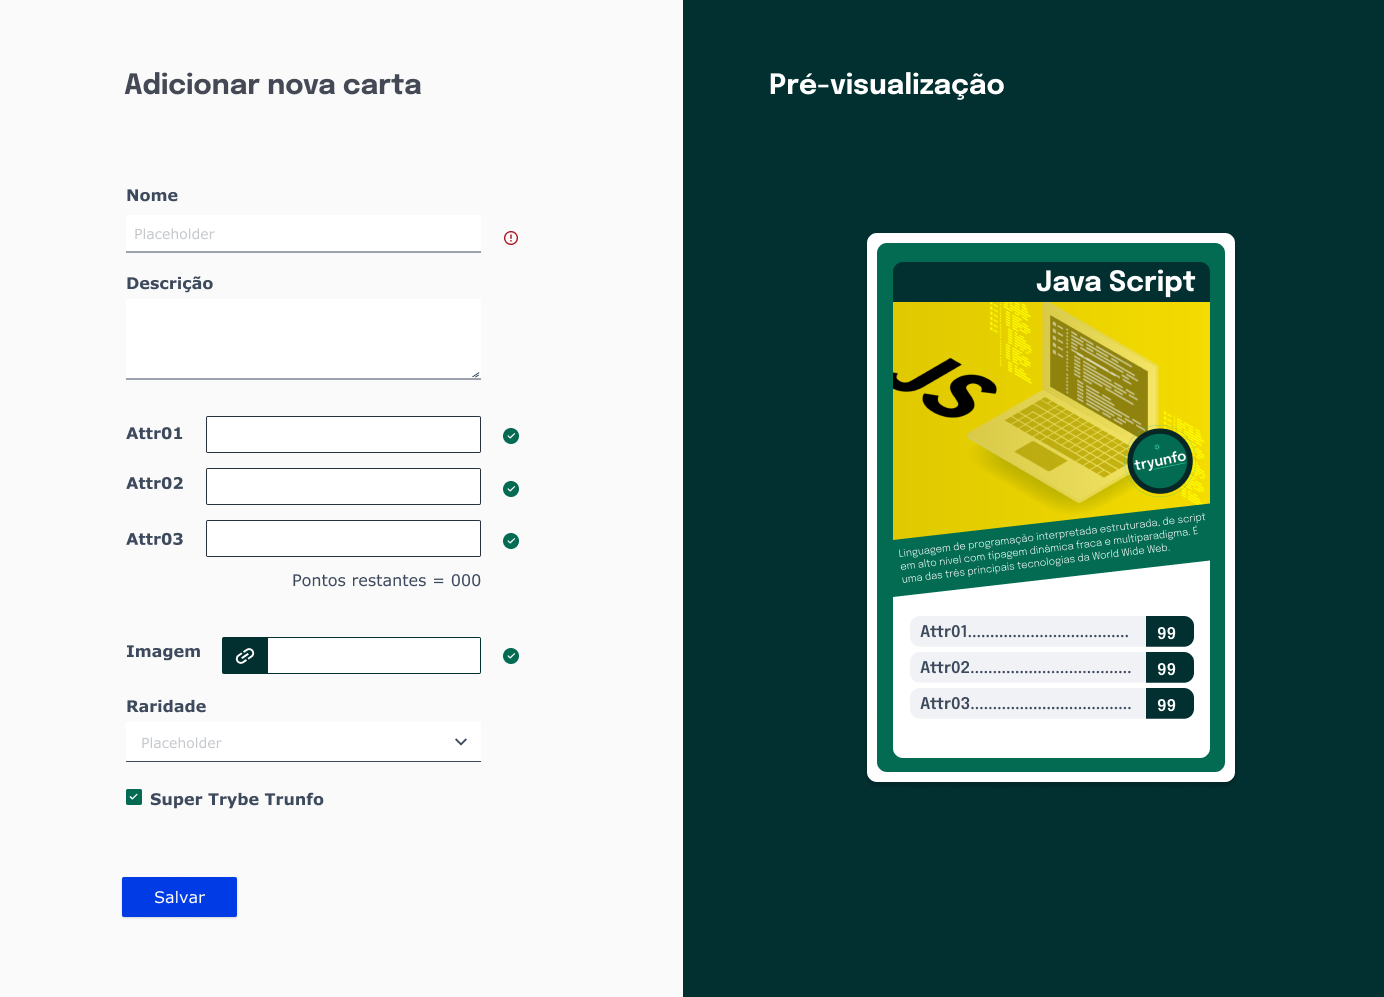 Adicionar nova carta
Nome
Placeholder
Descrição
Attr01
Attr02
Attr03
Pontos restantes = 000
Imagem
Raridade
Placeholder
Super Trybe Trunfo
Salvar
Pré-visualização
Java Script
JS
tryunfo
Linguagem de programação interpretada estruturada, de script
em alto nível com tipagem dinâmica fraca e multiparadigma. É
uma das três principais tecnologias da World Wide Web.
Attr01.................................... 99
Attr02.................................... 99
Attr03.................................... 99